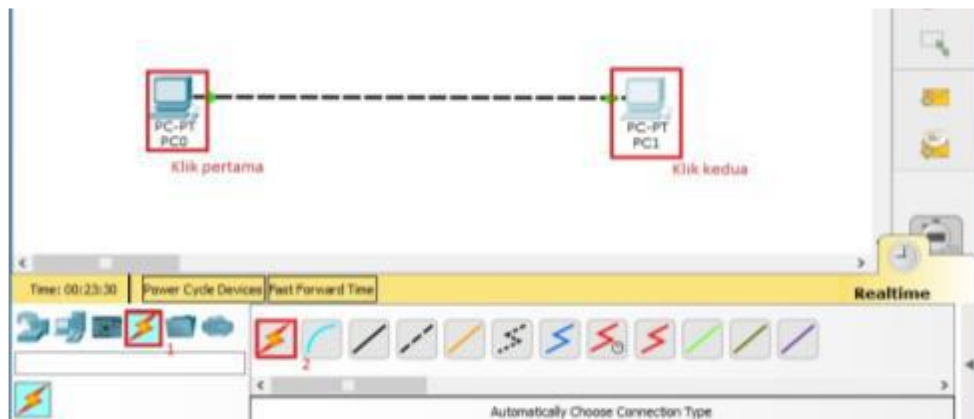 PC-PT
PC0
Klik pertama
PC-PT
PC1
Klik kedua
Time: 00:23:30
Power Cycle Devices
Fast Forward Time
Realtime
1
2
Automatically Choose Connection Type